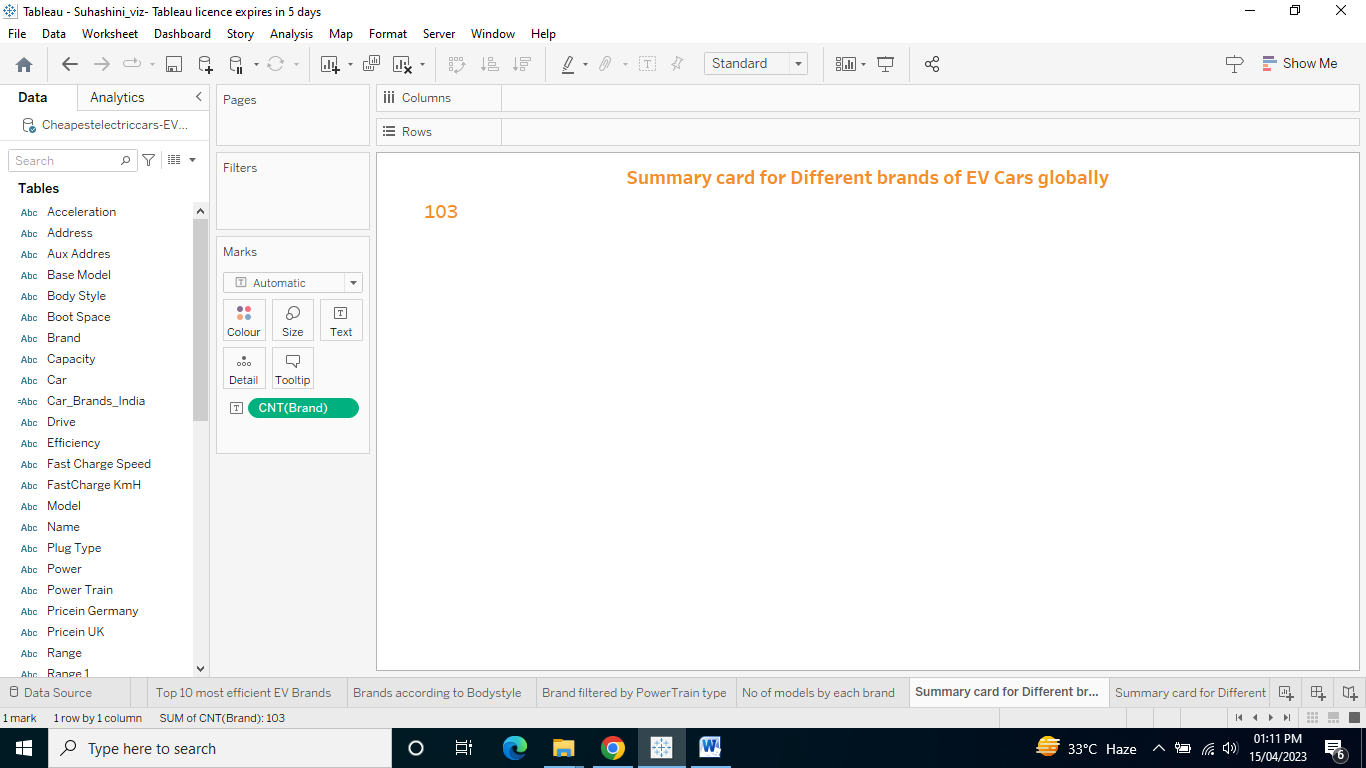 Tableau - Suhashini_viz- Tableau licence expires in 5 days
File Data Worksheet Dashboard Story Analysis Map Format Server Window Help
Standard
Show Me
Data Analytics
Cheapestelectriccars-EV...
Search
Tables
Abc Acceleration
Abc Address
Abc Aux Addres
Abc Base Model
Abc Body Style
Abc Boot Space
Abc Brand
Abc Capacity
Abc Car
=Abc Car_Brands_India
Abc Drive
Abc Efficiency
Abc Fast Charge Speed
Abc FastCharge KmH
Abc Model
Abc Name
Abc Plug Type
Abc Power
Abc Power Train
Abc Pricein Germany
Abc Pricein UK
Abc Range
Abc Range 1
Pages
Filters
Marks
T Automatic
Colour Size Text
Detail Tooltip
T CNT(Brand)
Columns
Rows
Summary card for Different brands of EV Cars globally
103
Data Source Top 10 most efficient EV Brands Brands according to Bodystyle Brand filtered by PowerTrain type No of models by each brand Summary card for Different br... Summary card for Different
1 mark 1 row by 1 column SUM of CNT(Brand): 103
Type here to search
33°C Haze
01:11 PM
15/04/2023
6